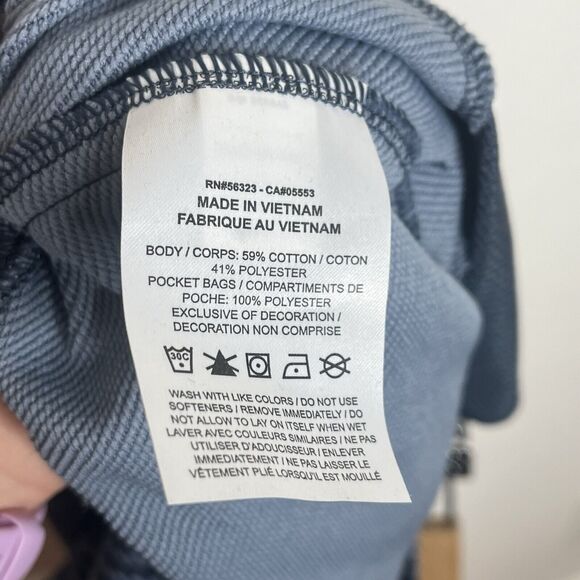 RN#56323 - CA#05553
MADE IN VIETNAM
FABRIQUE AU VIETNAM
BODY / CORPS: 59% COTTON / COTON
41% POLYESTER
POCKET BAGS / COMPARTIMENTS DE
POCHE: 100% POLYESTER
EXCLUSIVE OF DECORATION /
DECORATION NON COMPRISE
30C
WASH WITH LIKE COLORS / DO NOT USE
SOFTENERS / REMOVE IMMEDIATELY / DO
NOT ALLOW TO LAY ON ITSELF WHEN WET
LAVER AVEC COULEURS SIMILAIRES / NE PAS
UTILISER D'ADOUCISSEUR / ENLEVER
IMMEDIATEMENT / NE PAS LAISSER LE
VÊTEMENT PLIÉ LORSQU'IL EST MOUILLÉ